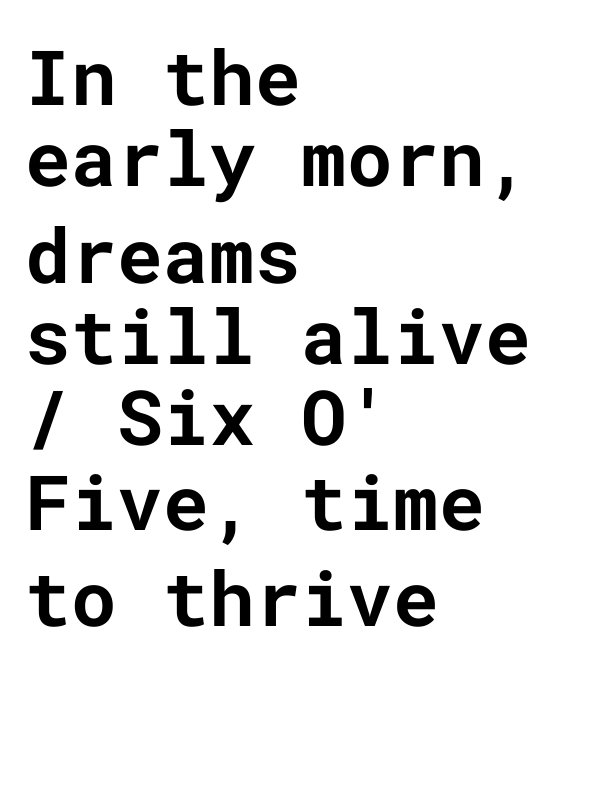 In the
early morn,
dreams
still alive
/ Six O'
Five, time
to thrive